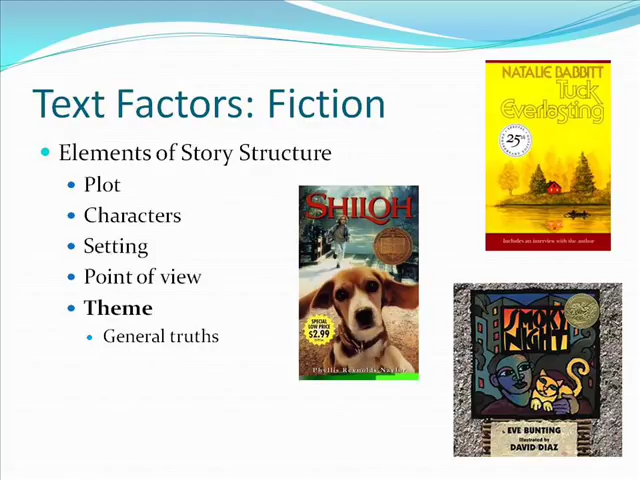 Text Factors: Fiction
Elements of Story Structure
Plot
Characters
Setting
Point of view
Theme
General truths
NATALIE BABBITT
Tuck
Everlasting
25th
Includes an interview with the author
SHILOH
SPECIAL
LOW PRICE
$2.99
Phyllis Reynolds Naylor
SMOKY
NIGHT
EVE BUNTING
Illustrated by
DAVID DIAZ